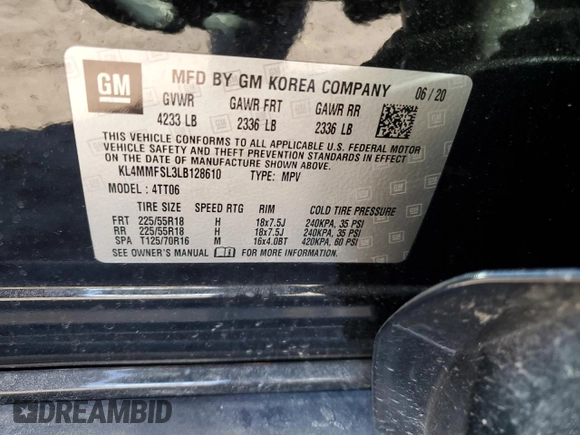 GM
MFD BY GM KOREA COMPANY 06 / 20
GVWR GAWR FRT GAWR RR
4233 LB 2336 LB 2336 LB
THIS VEHICLE CONFORMS TO ALL APPLICABLE U.S. FEDERAL MOTOR
VEHICLE SAFETY AND THEFT PREVENTION STANDARDS IN EFFECT
ON THE DATE OF MANUFACTURE SHOWN ABOVE.
KL4MMFSL3LB128610 TYPE: MPV
MODEL : 4TT06
TIRE SIZE SPEED RTG RIM COLD TIRE PRESSURE
FRT 225/55R18 H 18x7.5J 240KPA, 35 PSI
RR 225/55R18 H 18x7.5J 240KPA, 35 PSI
SPA T125/70R16 M 16x4.0BT 420KPA, 60 PSI
SEE OWNER'S MANUAL FOR MORE INFORMATION.
DREAMBID